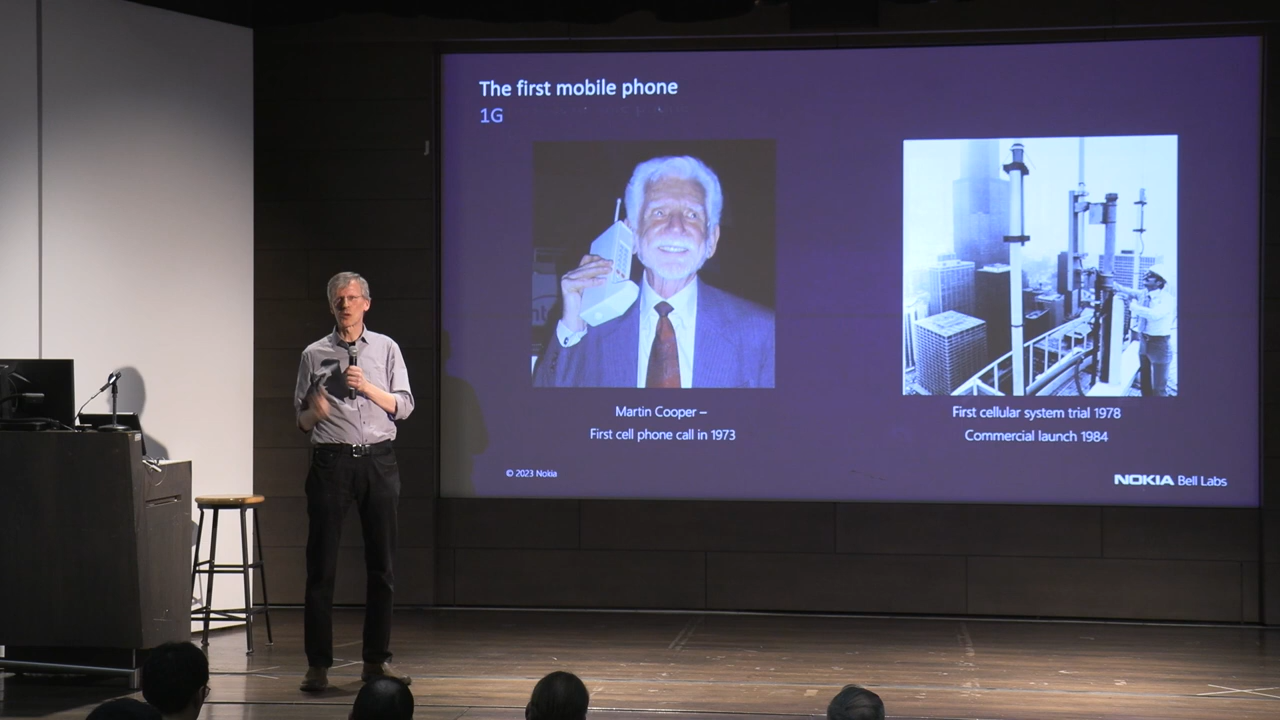 The first mobile phone
1G
Martin Cooper –
First cell phone call in 1973
First cellular system trial 1978
Commercial launch 1984
© 2023 Nokia
NOKIA Bell Labs